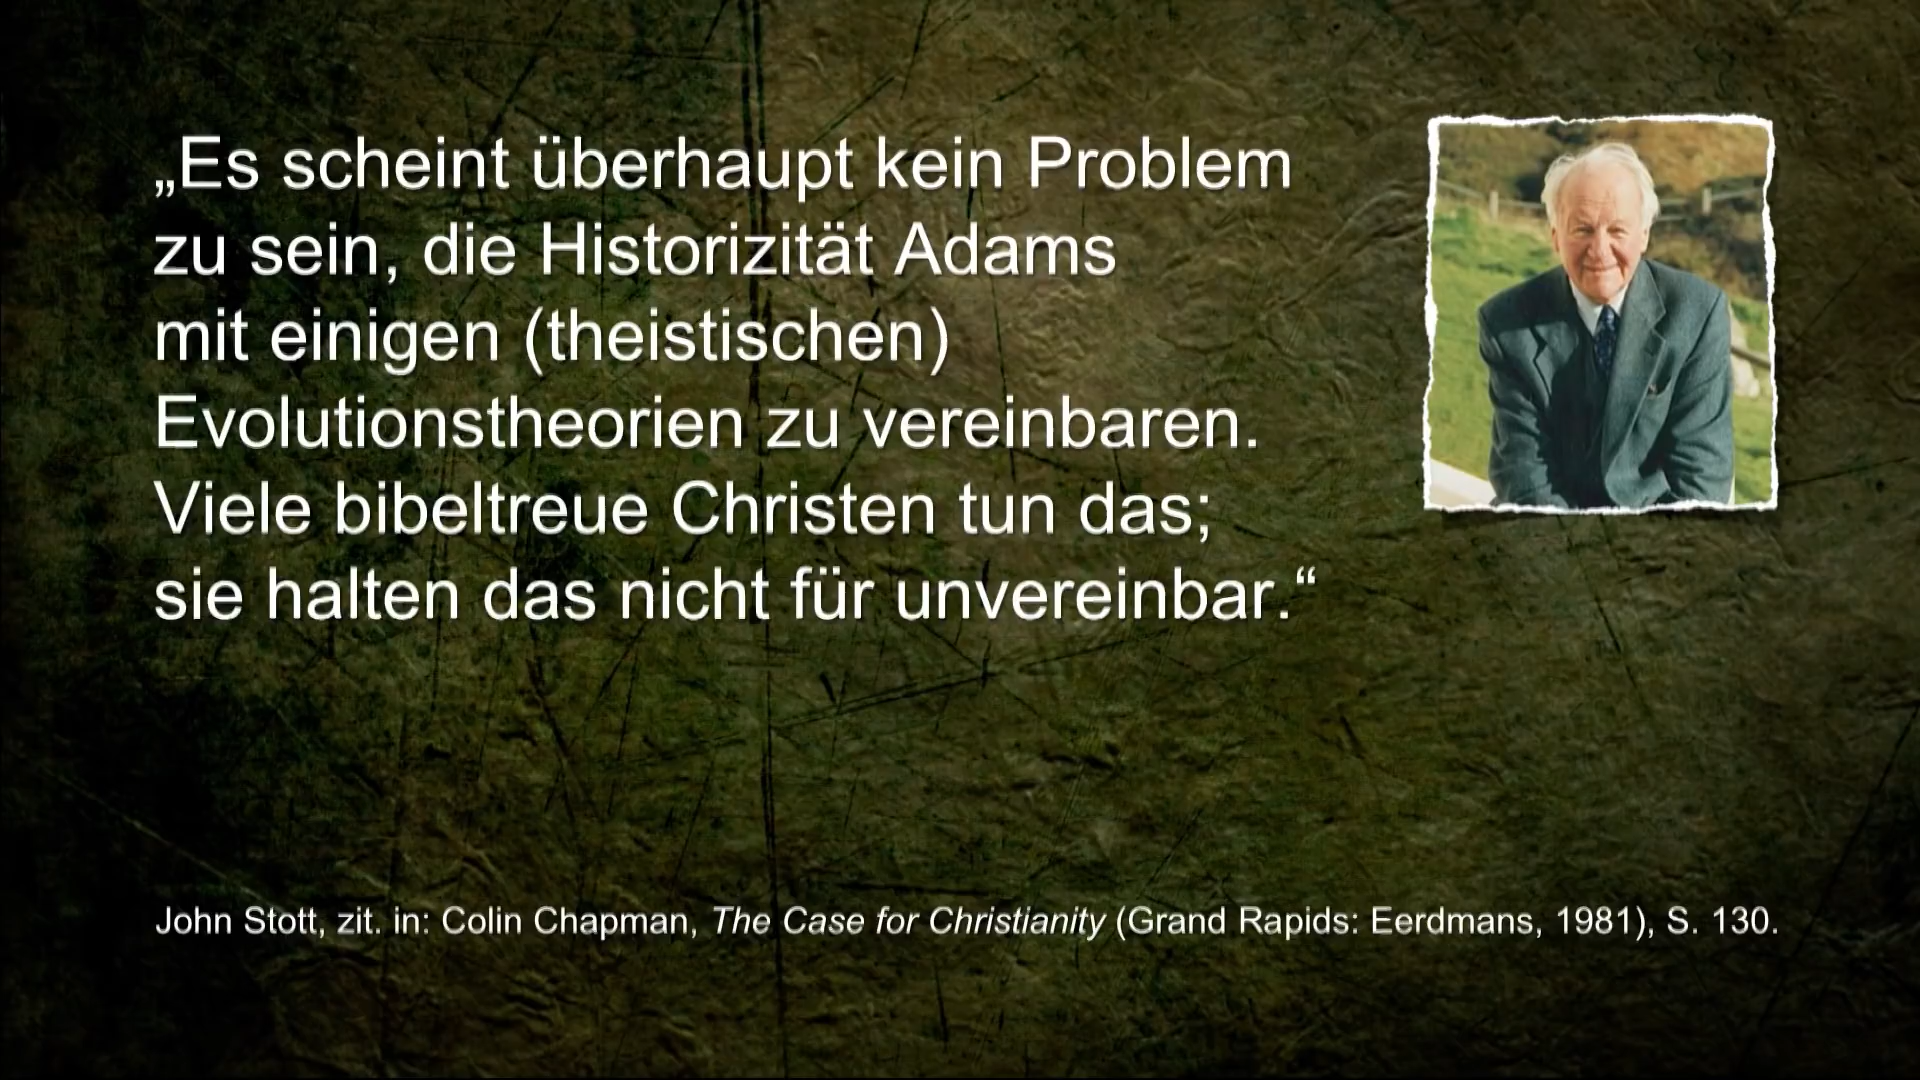 „Es scheint überhaupt kein Problem
zu sein, die Historizität Adams
mit einigen (theistischen)
Evolutionstheorien zu vereinbaren.
Viele bibeltreue Christen tun das;
sie halten das nicht für unvereinbar.“
John Stott, zit. in: Colin Chapman, The Case for Christianity (Grand Rapids: Eerdmans, 1981), S. 130.